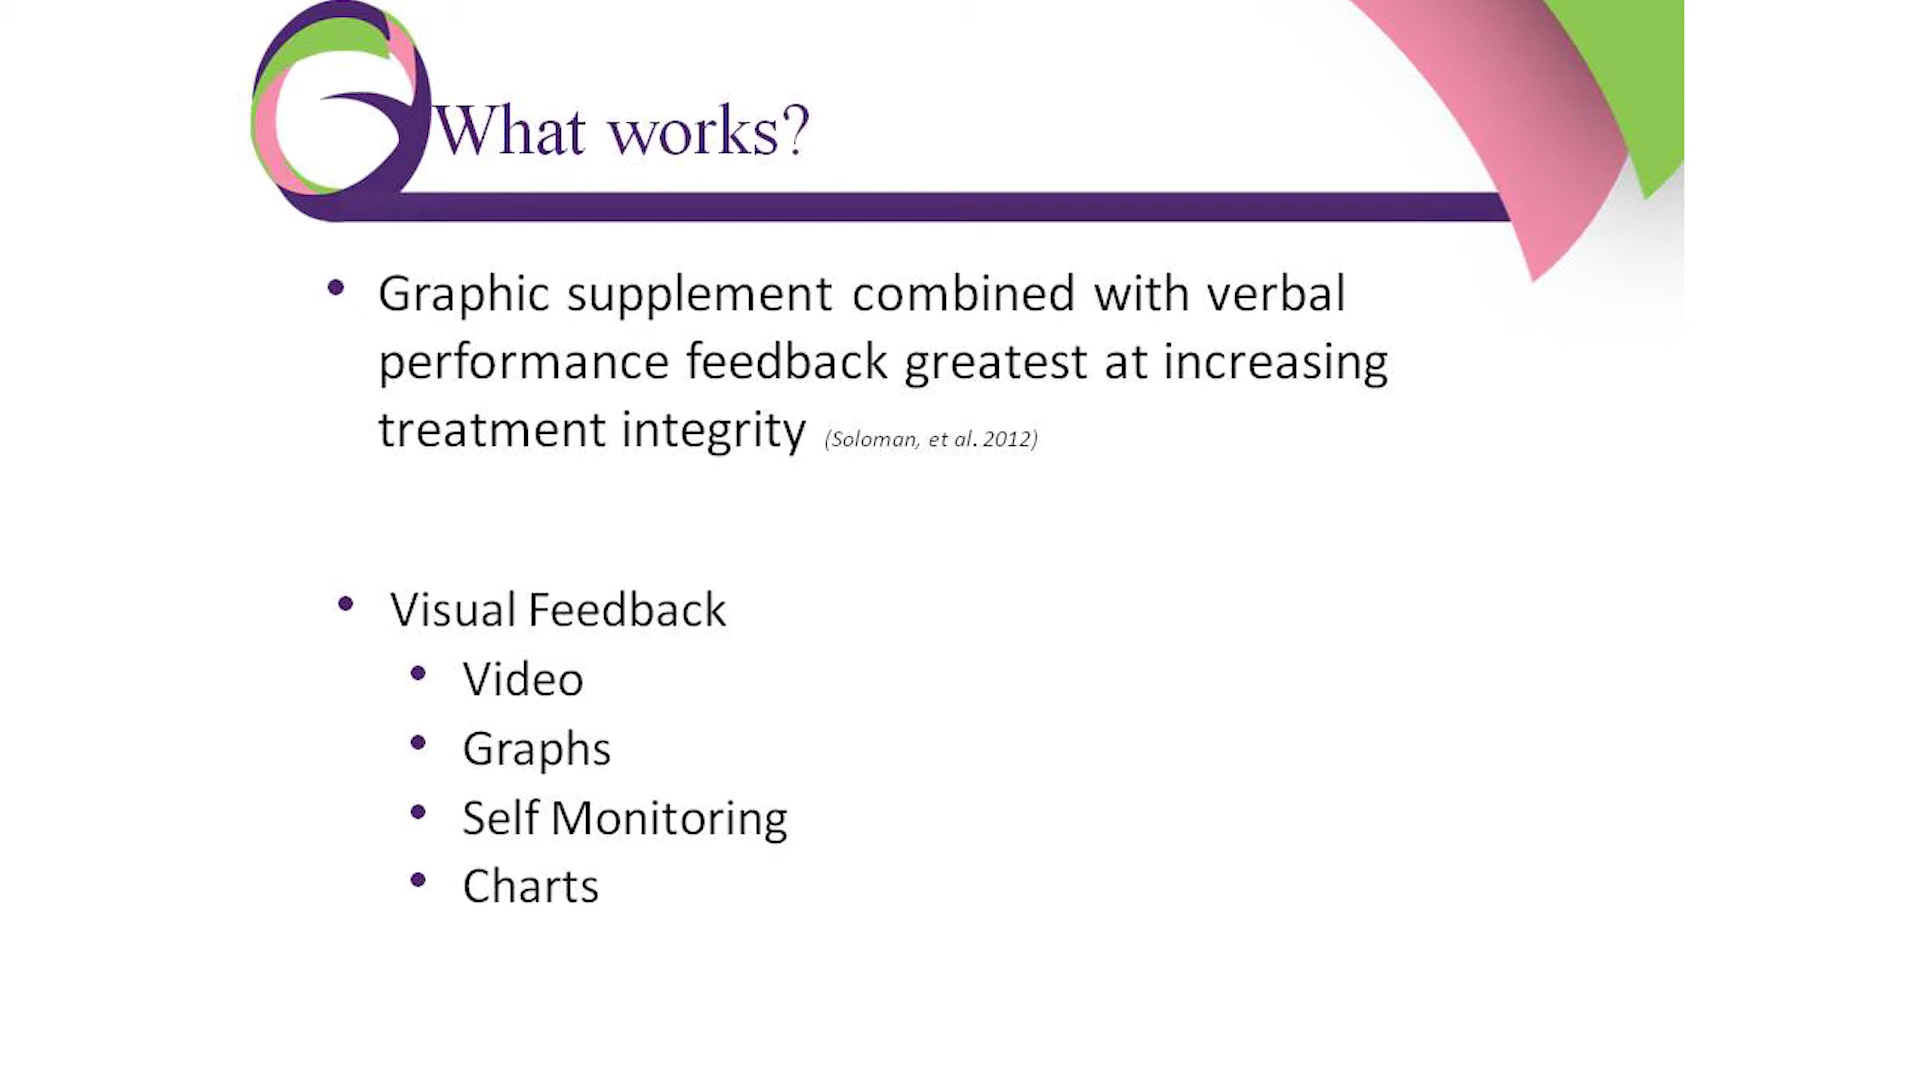 What works?
• Graphic supplement combined with verbal
performance feedback greatest at increasing
treatment integrity (Soloman, et al. 2012)
• Visual Feedback
• Video
• Graphs
• Self Monitoring
• Charts